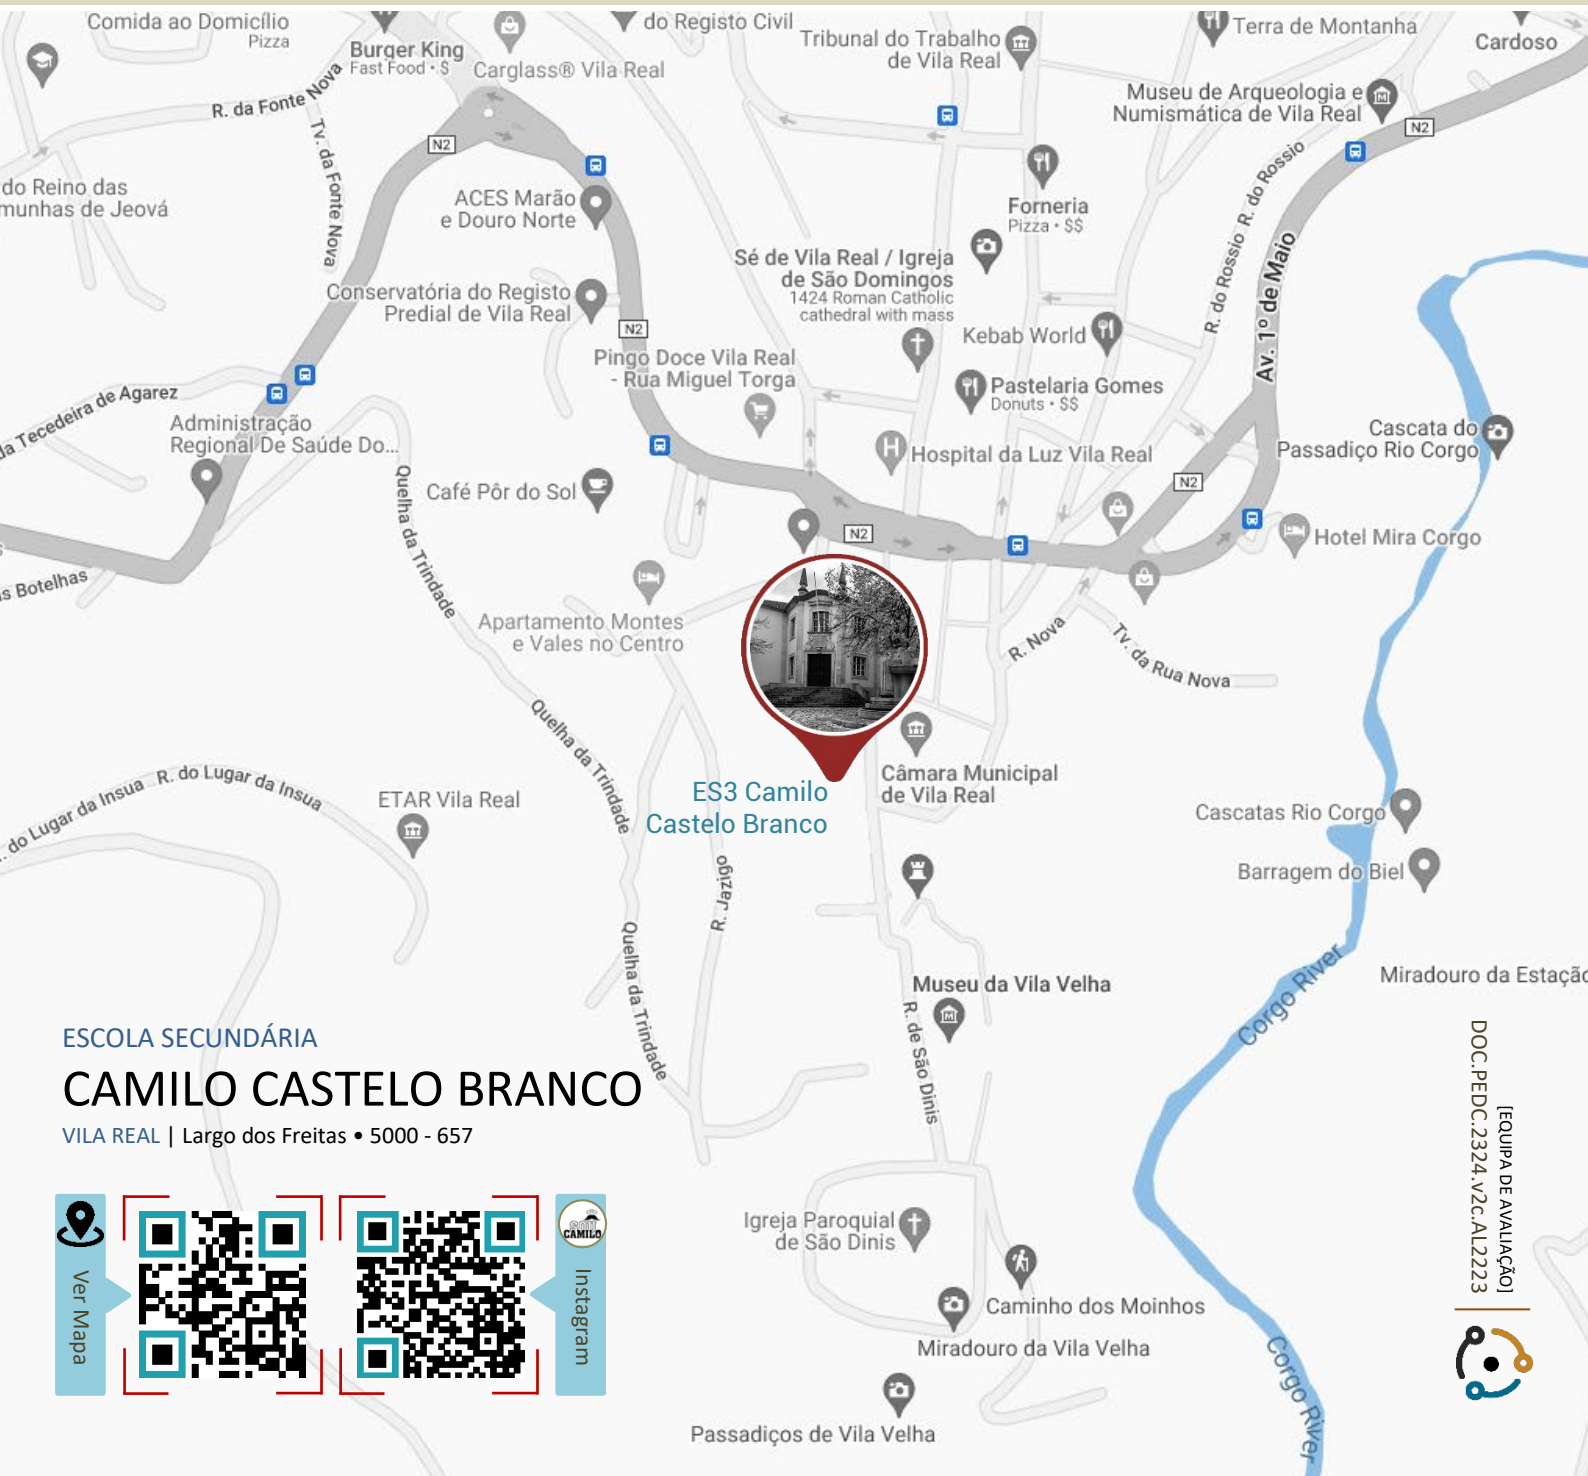 Comida ao Domicílio
Pizza
Burger King
Fast Food • $
Carglass® Vila Real
do Registo Civil
Tribunal do Trabalho
de Vila Real
Terra de Montanha
Cardoso
Museu de Arqueologia e
Numismática de Vila Real
N2
R. da Fonte Nova
Tv. da Fonte Nova
N2
do Reino das
munhas de Jeová
ACES Marão
e Douro Norte
Forneria
Pizza • $$
R. do Rossio
R. do Rossio
Av. 1º de Maio
Sé de Vila Real / Igreja
de São Domingos
1424 Roman Catholic
cathedral with mass
Conservatória do Registo
Predial de Vila Real
N2
Kebab World
Pingo Doce Vila Real
- Rua Miguel Torga
Pastelaria Gomes
Donuts • $$
da Tecedeira de Agarez
Administração
Regional De Saúde Do...
Cascata do
Passadiço Rio Corgo
H
Hospital da Luz Vila Real
Café Pôr do Sol
N2
N2
Hotel Mira Corgo
Quelha da Trindade
s Botelhas
Apartamento Montes
e Vales no Centro
R. Nova
Tv. da Rua Nova
Quelha da Trindade
R. do Lugar da Insua
. do Lugar da Insua
ETAR Vila Real
ES3 Camilo
Castelo Branco
Câmara Municipal
de Vila Real
Cascatas Rio Corgo
Barragem do Biel
R. Jazigo
Quelha da Trindade
Museu da Vila Velha
R. de São Dinis
Corgo River
Miradouro da Estação
ESCOLA SECUNDÁRIA
CAMILO CASTELO BRANCO
VILA REAL | Largo dos Freitas • 5000 - 657
Ver Mapa
SOU
CAMILO
Instagram
Igreja Paroquial
de São Dinis
Caminho dos Moinhos
Miradouro da Vila Velha
Passadiços de Vila Velha
Corgo River
[EQUIPA DE AVALIAÇÃO]
DOC.PEDC.2324.v2c.AL2223